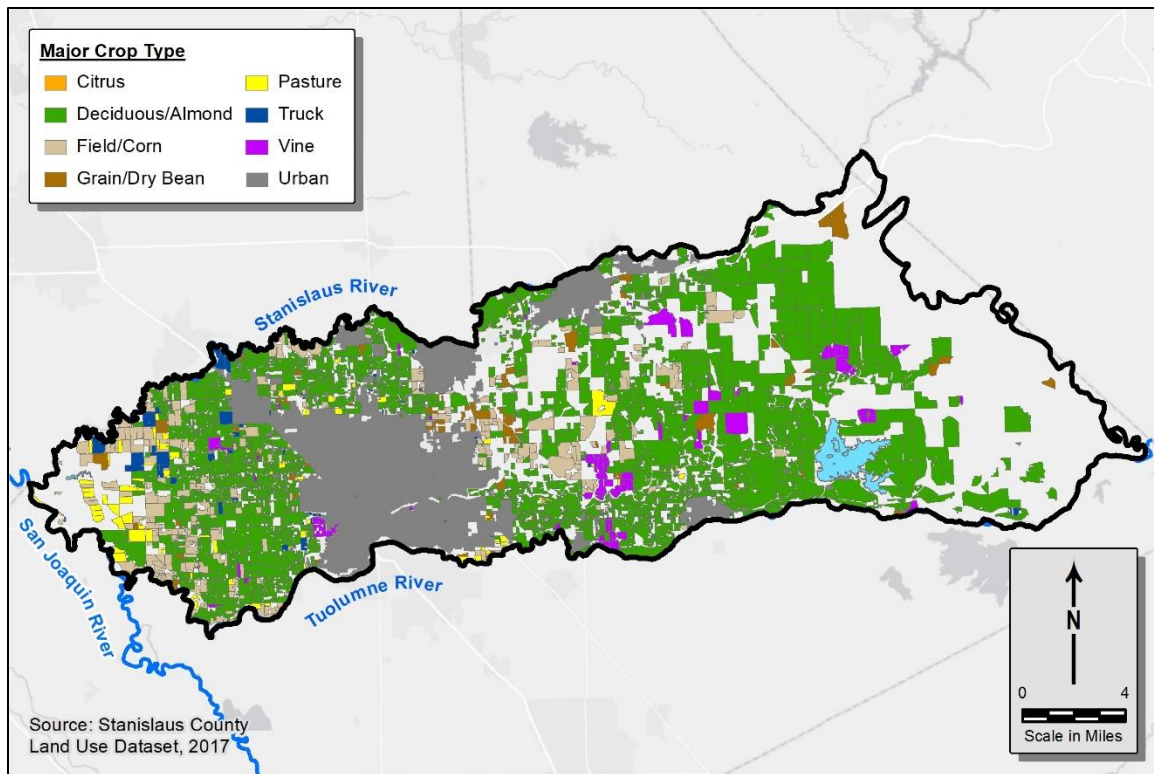 Major Crop Type
Citrus
Deciduous/Almond
Field/Corn
Grain/Dry Bean
Pasture
Truck
Vine
Urban
Stanislaus River
San Joaquin River
Tuolumne River
N
0 4
Scale in Miles
Source: Stanislaus County
Land Use Dataset, 2017